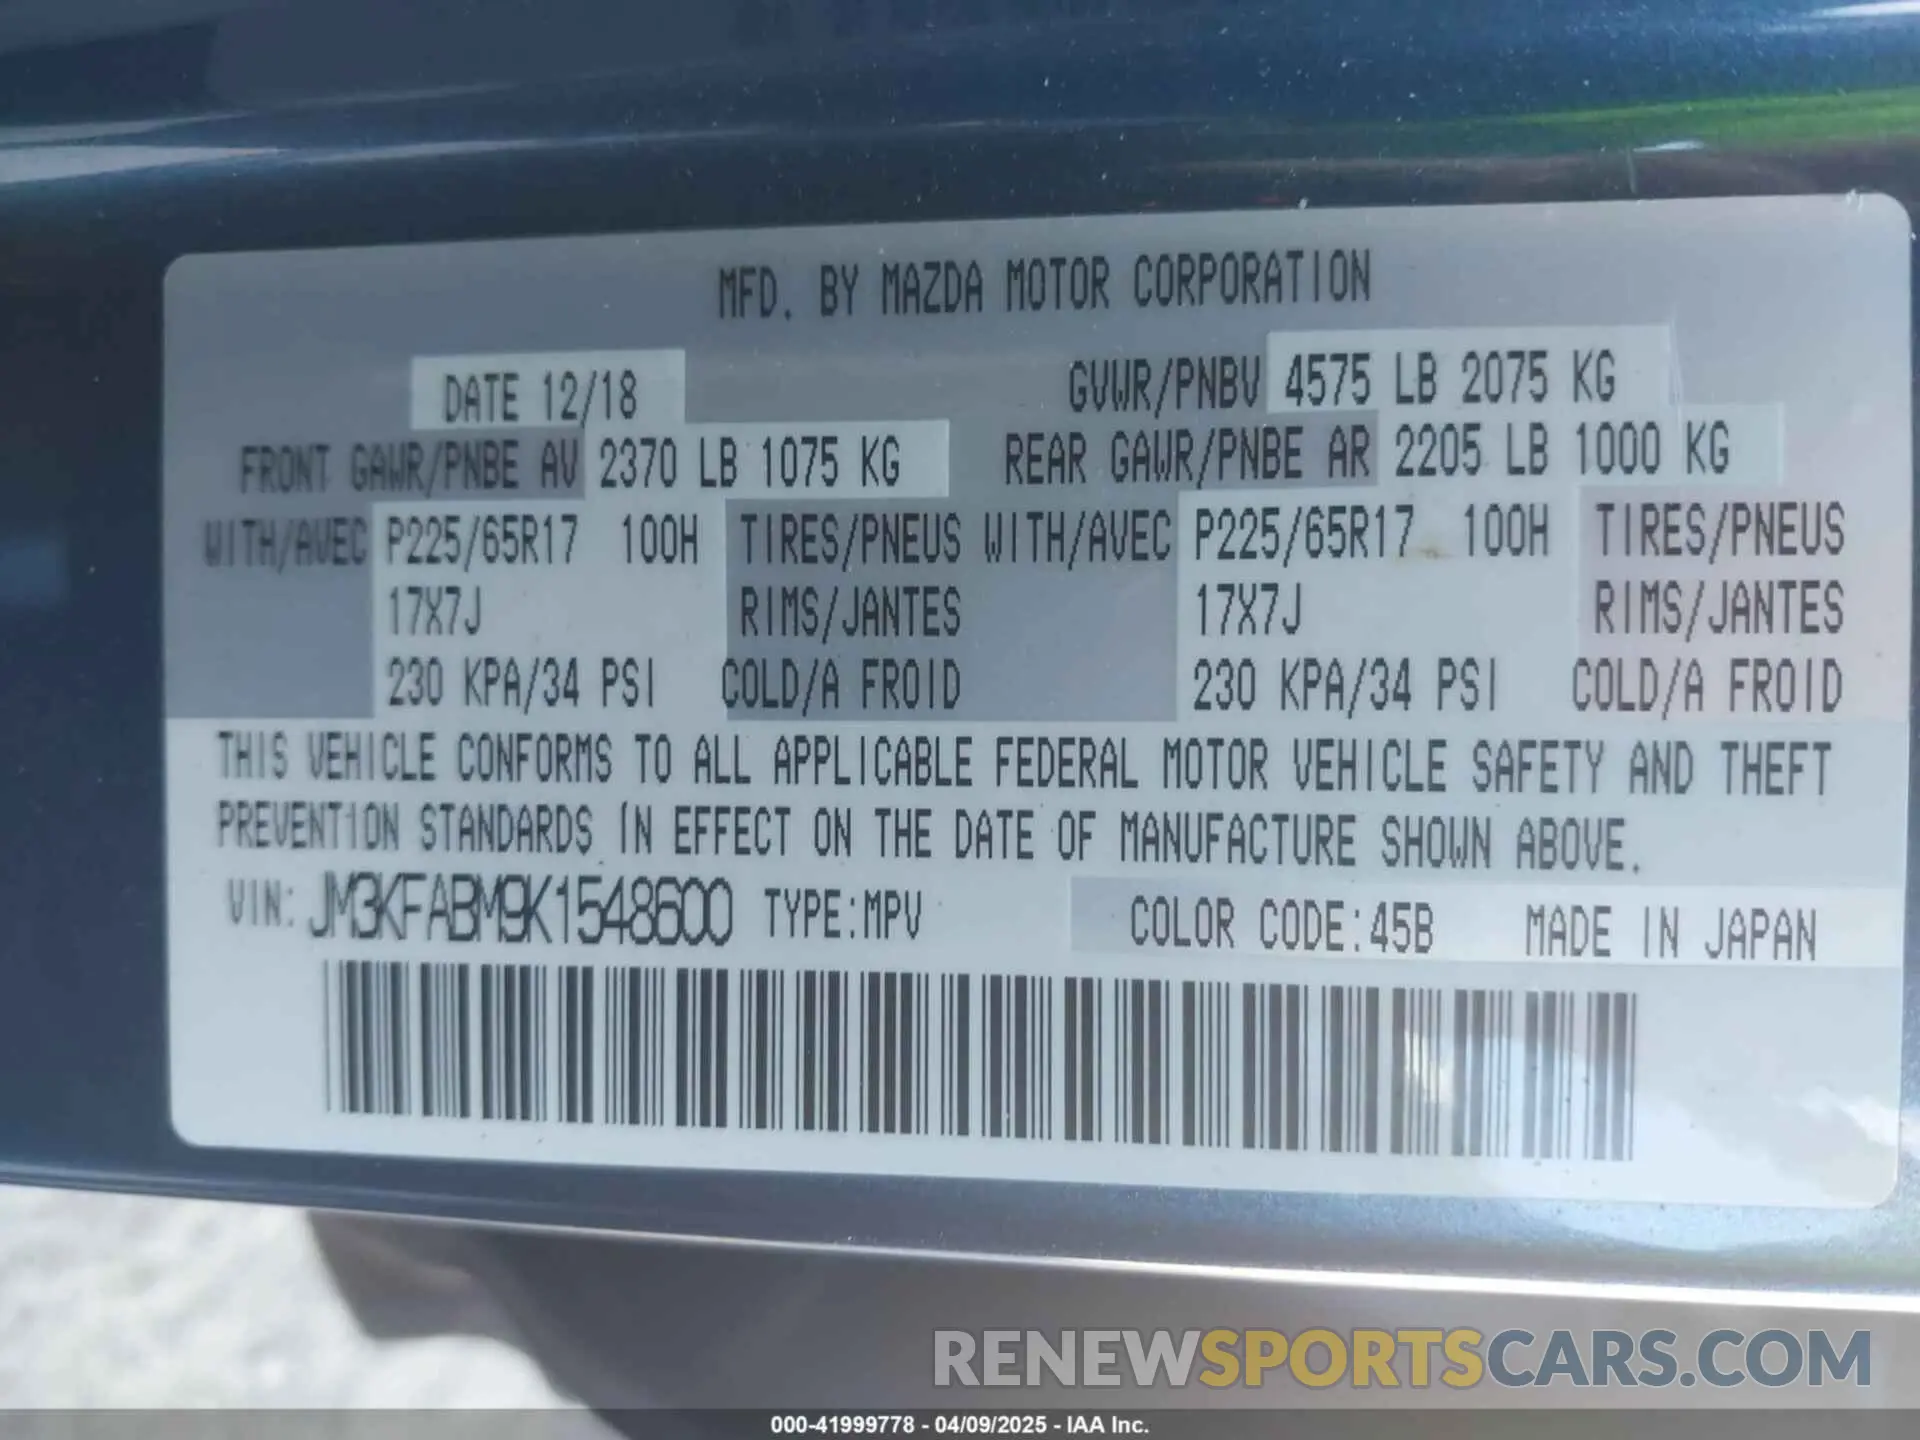 MFD. BY MAZDA MOTOR CORPORATION
DATE 12/18 GVWR/PNBV 4575 LB 2075 KG
FRONT GAWR/PNBE AV 2370 LB 1075 KG REAR GAWR/PNBE AR 2205 LB 1000 KG
WITH/AVEC P225/65R17 100H TIRES/PNEUS WITH/AVEC P225/65R17 100H TIRES/PNEUS
17X7J RIMS/JANTES 17X7J RIMS/JANTES
230 KPA/34 PSI COLD/A FROID 230 KPA/34 PSI COLD/A FROID
THIS VEHICLE CONFORMS TO ALL APPLICABLE FEDERAL MOTOR VEHICLE SAFETY AND THEFT
PREVENTION STANDARDS IN EFFECT ON THE DATE OF MANUFACTURE SHOWN ABOVE.
VIN: JM3KFABM9K1548600 TYPE:MPV COLOR CODE:45B MADE IN JAPAN
RENEWSPORTSCARS.COM
000-41999778 - 04/09/2025 - IAA Inc.